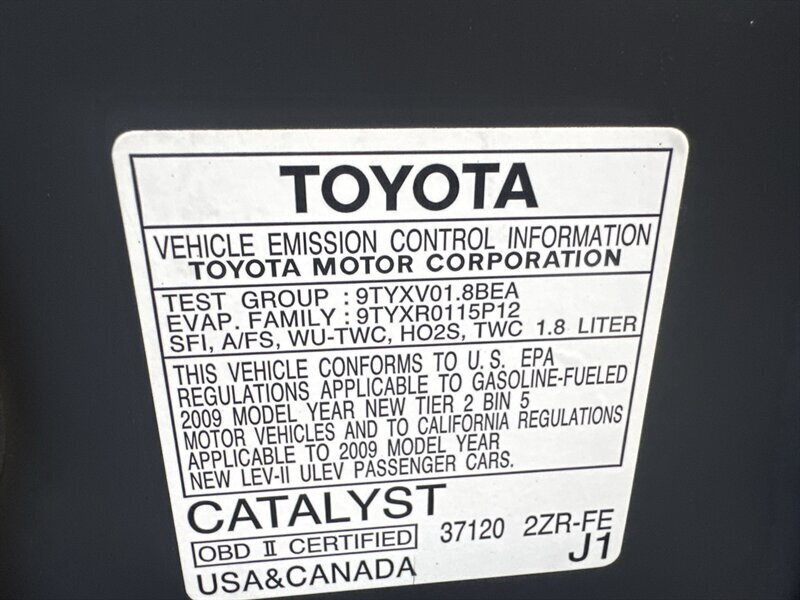 TOYOTA
VEHICLE EMISSION CONTROL INFORMATION
TOYOTA MOTOR CORPORATION
TEST GROUP : 9TYXV01.8BEA
EVAP. FAMILY : 9TYXR0115P12
SFI, A/FS, WU-TWC, HO2S, TWC 1.8 LITER
THIS VEHICLE CONFORMS TO U.S. EPA
REGULATIONS APPLICABLE TO GASOLINE-FUELED
2009 MODEL YEAR NEW TIER 2 BIN 5
MOTOR VEHICLES AND TO CALIFORNIA REGULATIONS
APPLICABLE TO 2009 MODEL YEAR
NEW LEV-II ULEV PASSENGER CARS.
CATALYST
OBD II CERTIFIED 37120 2ZR-FE
USA&CANADA J1